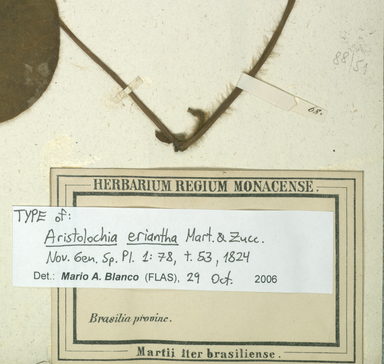 68.
HERBARIUM REGIUM MONACENSE.
TYPE of:
Aristolochia eriantha Mart. & Zucc.
Nov. Gen. Sp. Pl. 1: 78, t. 53, 1824
Det.: Mario A. Blanco (FLAS), 29 Oct. 2006
Brasilia provinc.
Martii Iter brasiliense.